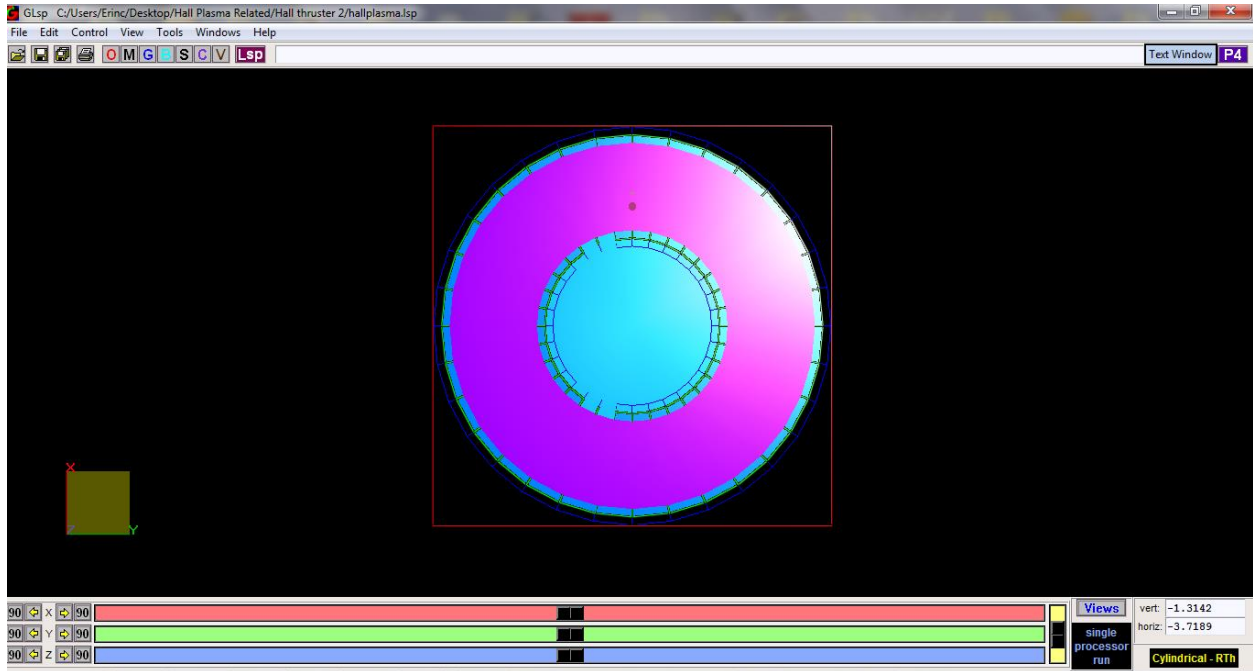 GLsp C:/Users/Erinc/Desktop/Hall Plasma Related/Hall thruster 2/hallplasma.lsp
File Edit Control View Tools Windows Help
O M G B S C V Lsp Text Window P4
X
Z Y
90 X 90
90 Y 90
90 Z 90
Views
single
processor
run
vert: -1.3142
horiz: -3.7189
Cylindrical - RTh